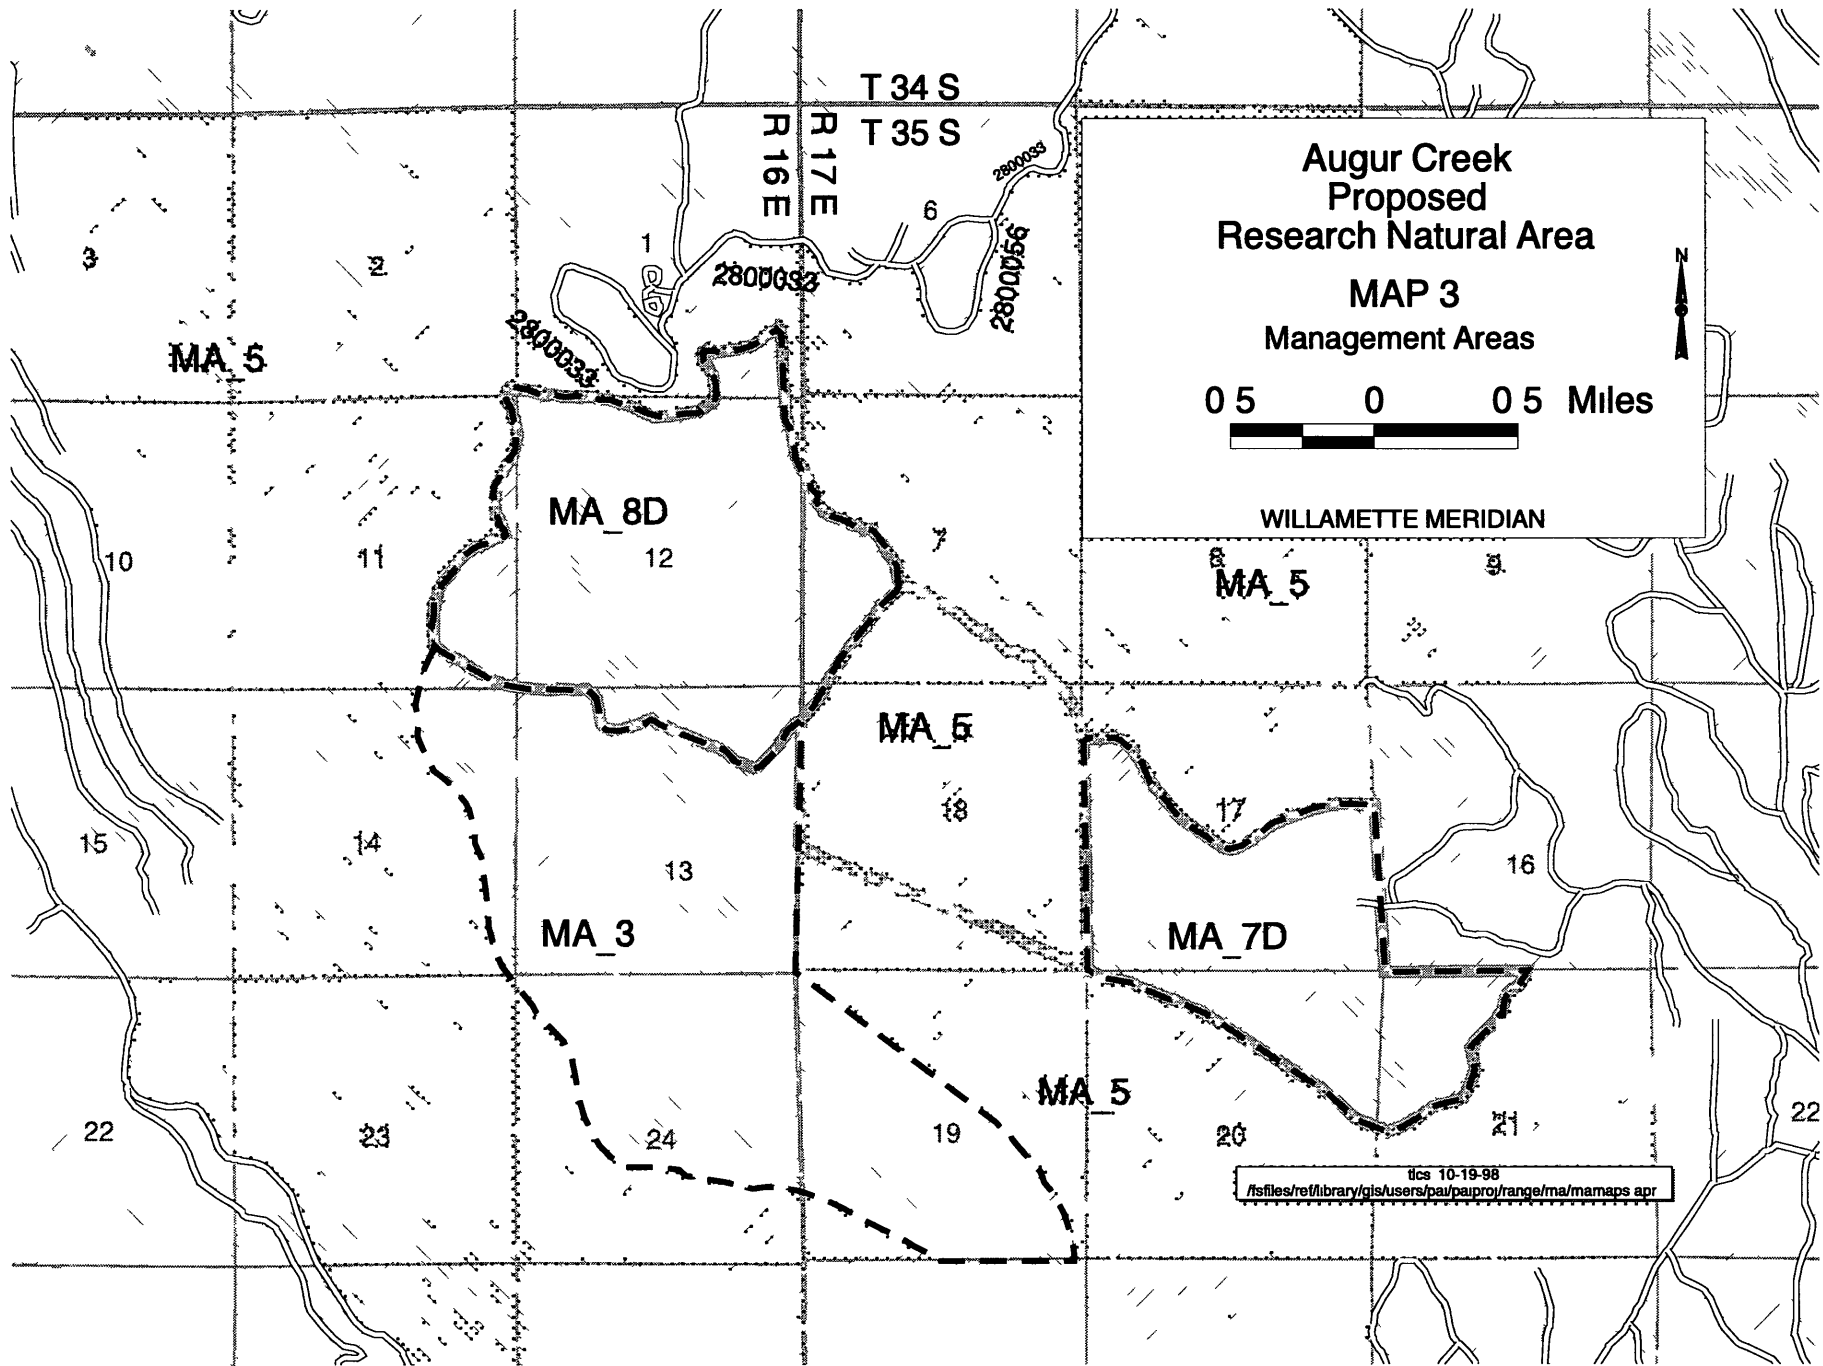 T 34 S
T 35 S
R 16 E
R 17 E
Augur Creek
Proposed
Research Natural Area
MAP 3
Management Areas
N
0 5 0 0 5 Miles
WILLAMETTE MERIDIAN
2800033
6
1
3
2
2800033
2800056
2800033
MA_5
MA_8D
10
11
12
7
8
9
MA_5
MA_5
18
17
15
14
13
16
MA_3
MA_7D
MA_5
22
23
24
19
20
21
22
tlcs 10-19-98
/fsfiles/ref/library/gis/users/pai/paiproj/range/rna/rnamaps apr